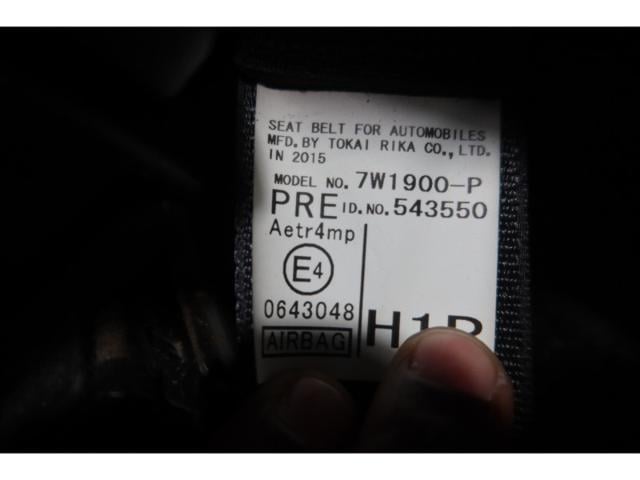 SEAT BELT FOR AUTOMOBILES
MFD. BY TOKAI RIKA CO., LTD.
IN 2015
MODEL NO. 7W1900-P
PRE ID.NO. 543550
Aetr4mp
E4
0643048
AIRBAG